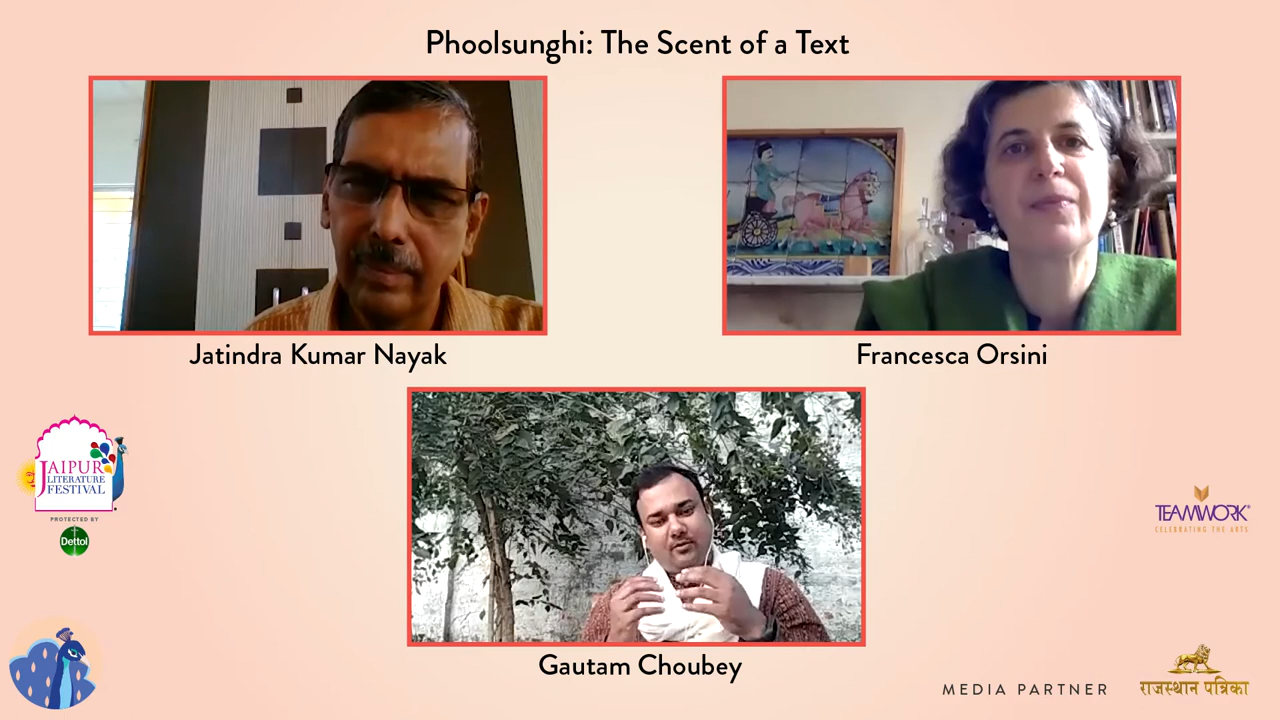 Phoolsunghi: The Scent of a Text
Jatindra Kumar Nayak
Francesca Orsini
JAIPUR
LITERATURE
FESTIVAL
PROTECTED BY
Dettol
TEAMWORK
CELEBRATING THE ARTS
Gautam Choubey
MEDIA PARTNER
राजस्थान पत्रिका